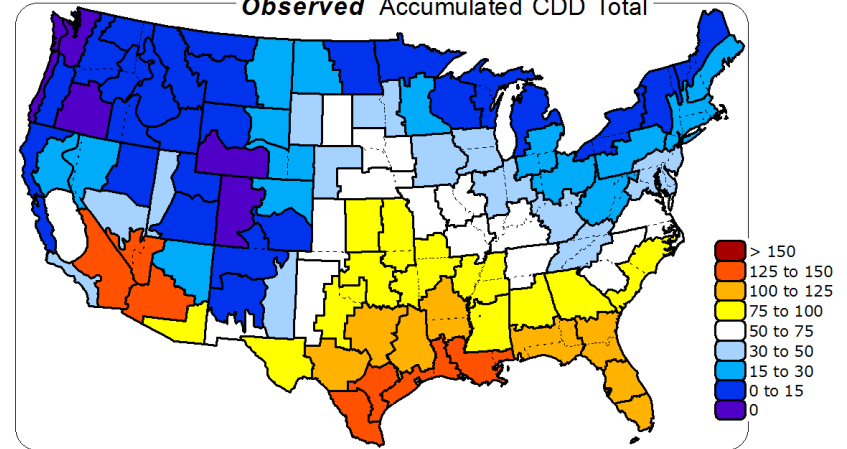 Observed Accumulated CDD Total
> 150
125 to 150
100 to 125
75 to 100
50 to 75
30 to 50
15 to 30
0 to 15
0